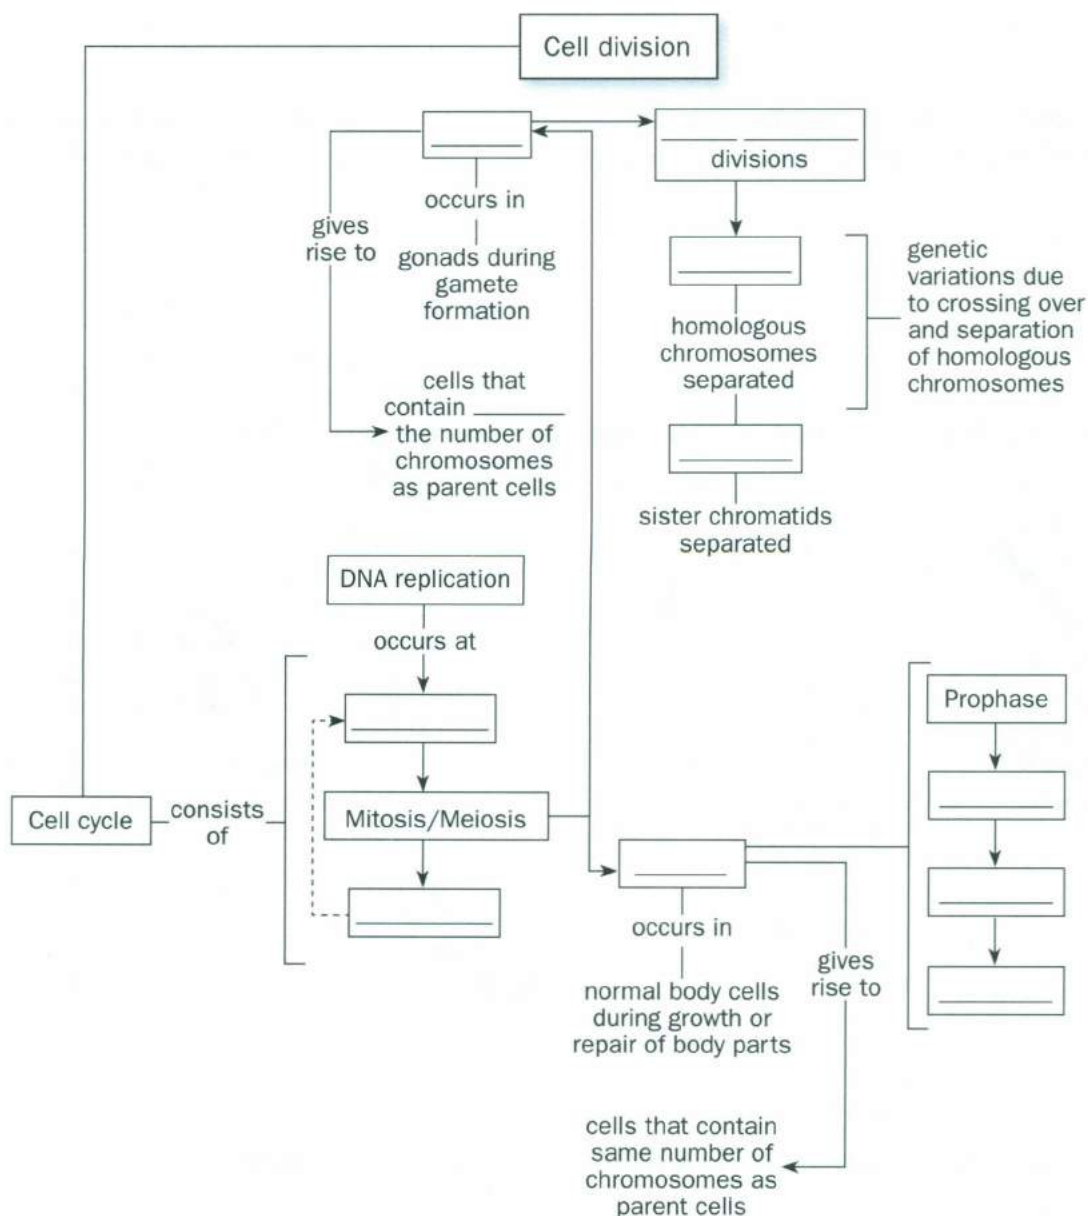 Cell division
divisions
occurs in
gives
rise to
gonads during
gamete
formation
genetic
variations due
to crossing over
and separation
of homologous
chromosomes
homologous
chromosomes
separated
cells that
contain
the number of
chromosomes
as parent cells
sister chromatids
separated
DNA replication
occurs at
Cell cycle
consists
of
Mitosis/Meiosis
Prophase
occurs in
normal body cells
during growth or
repair of body parts
gives
rise to
cells that contain
same number of
chromosomes as
parent cells